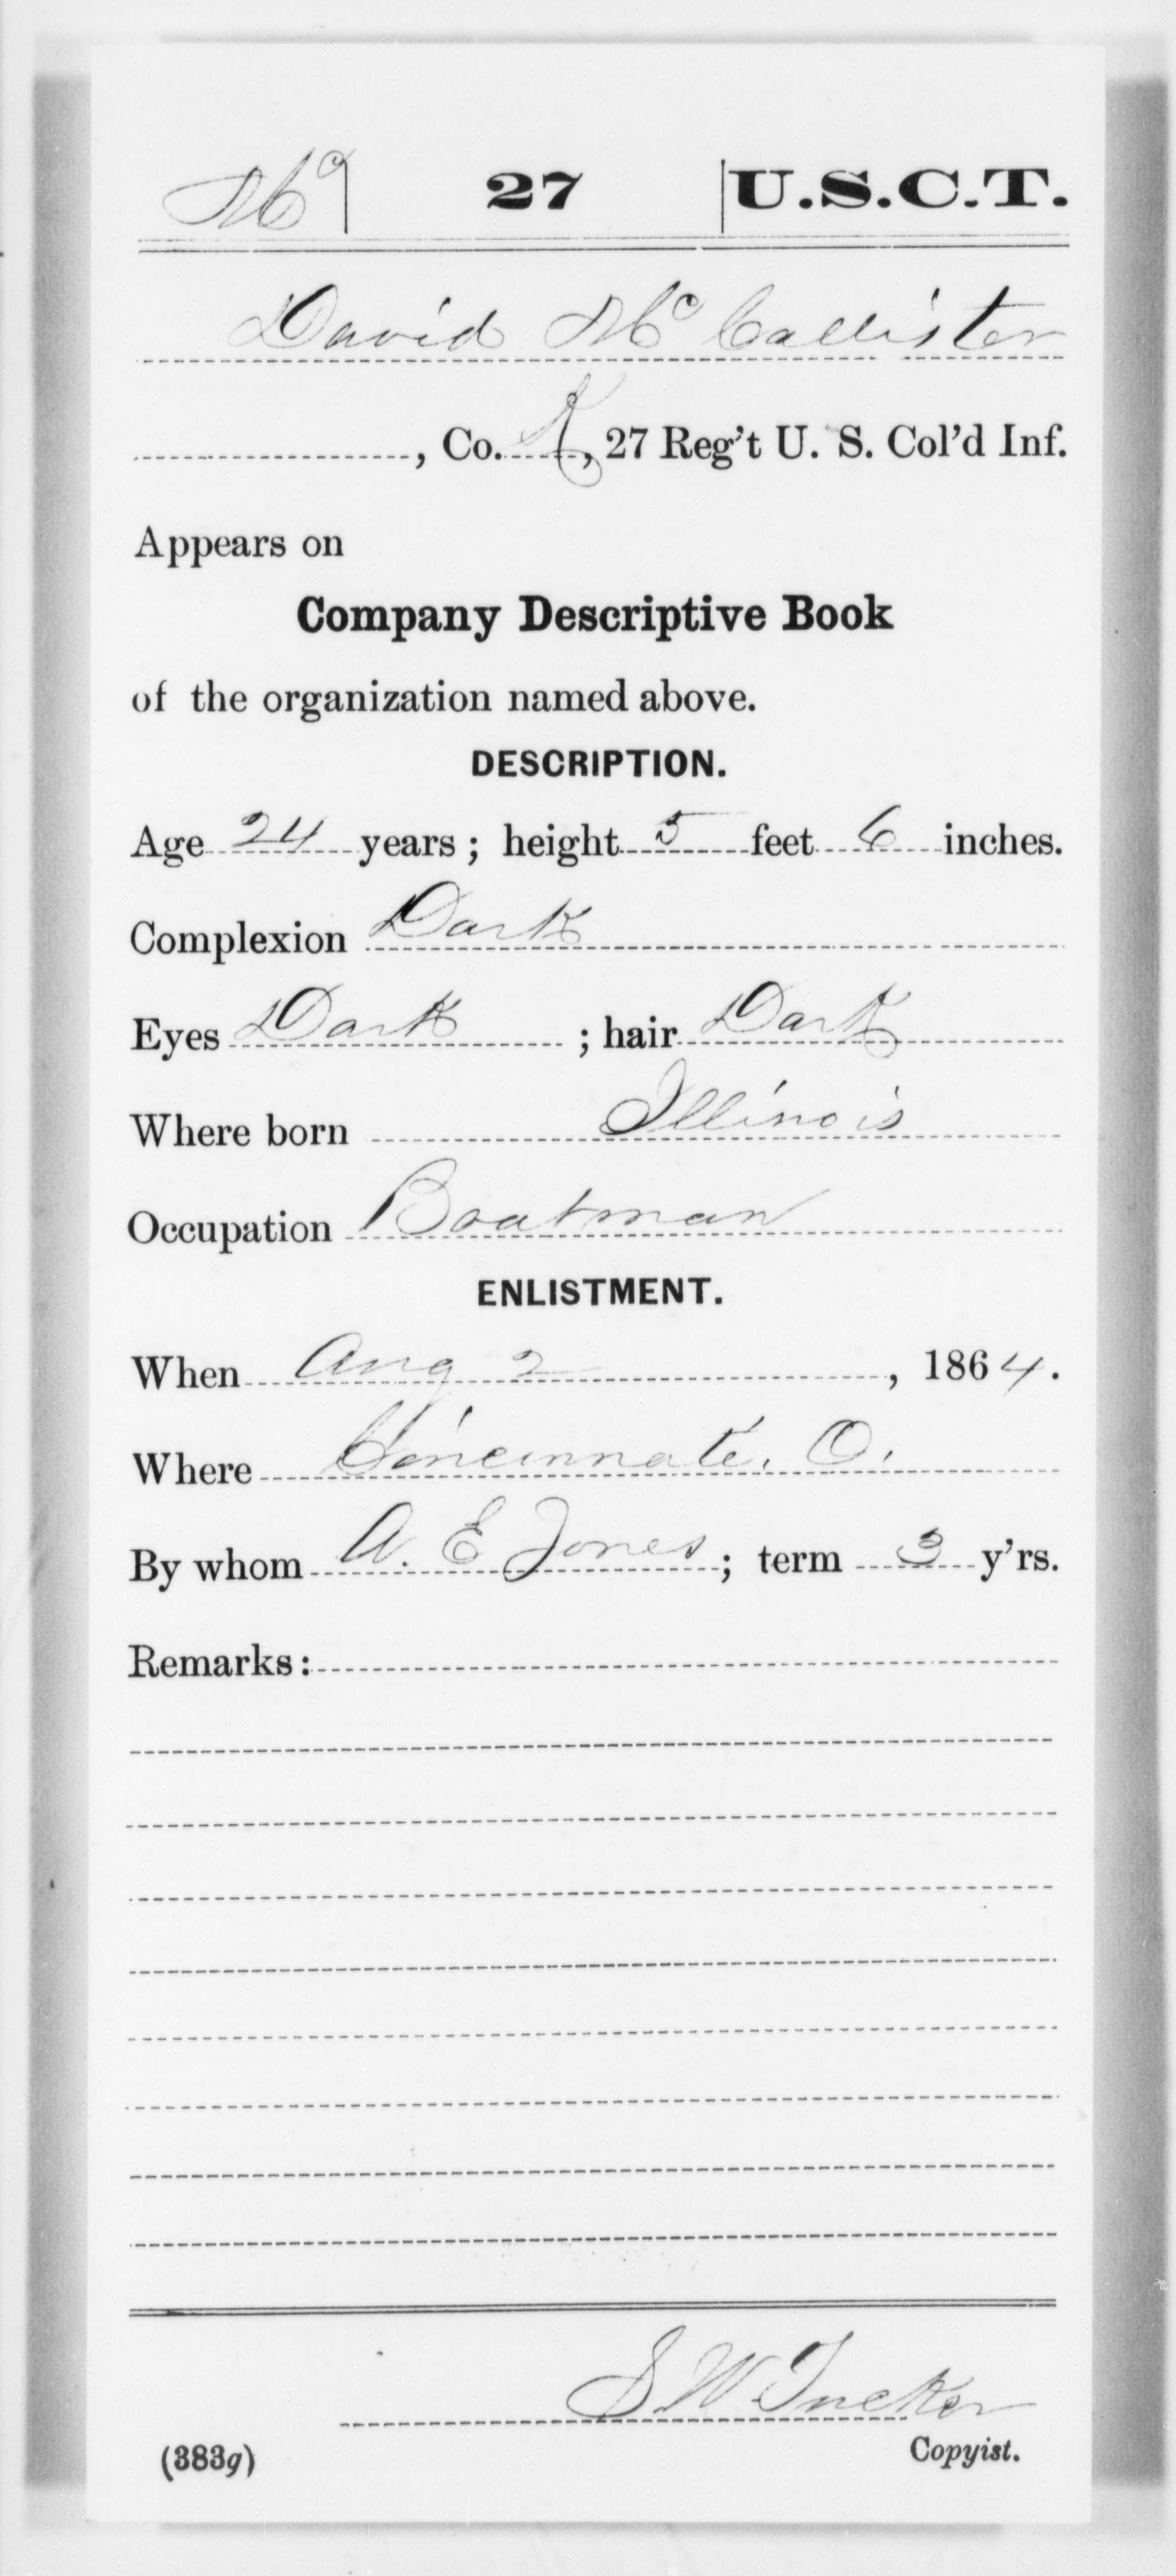 Mc 27 U.S.C.T.
David McCallister
, Co. K, 27 Reg't U. S. Col'd Inf.
Appears on
Company Descriptive Book
of the organization named above.
DESCRIPTION.
Age 24 years; height 5 feet 6 inches.
Complexion Dark
Eyes Dark; hair Dark
Where born Illinois
Occupation Boatman
ENLISTMENT.
When Aug 2, 1864.
Where Cincinnati, O.
By whom A. E Jones; term 3 y'rs.
Remarks:
S W Tucker
Copyist.
(383g)